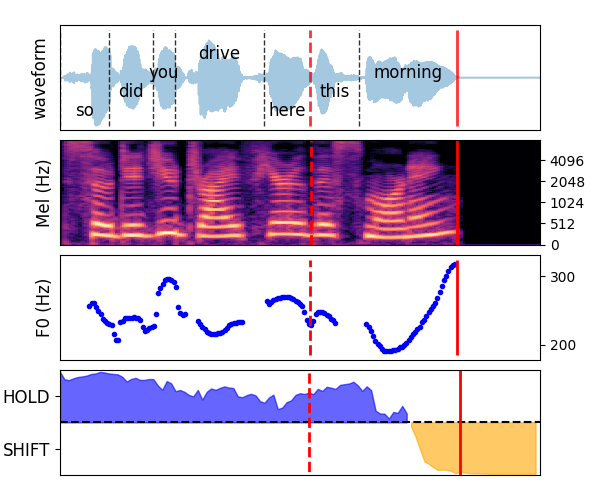 waveform
so
did
you
drive
here
this
morning
Mel (Hz)
4096
2048
1024
512
0
F0 (Hz)
300
200
HOLD
SHIFT